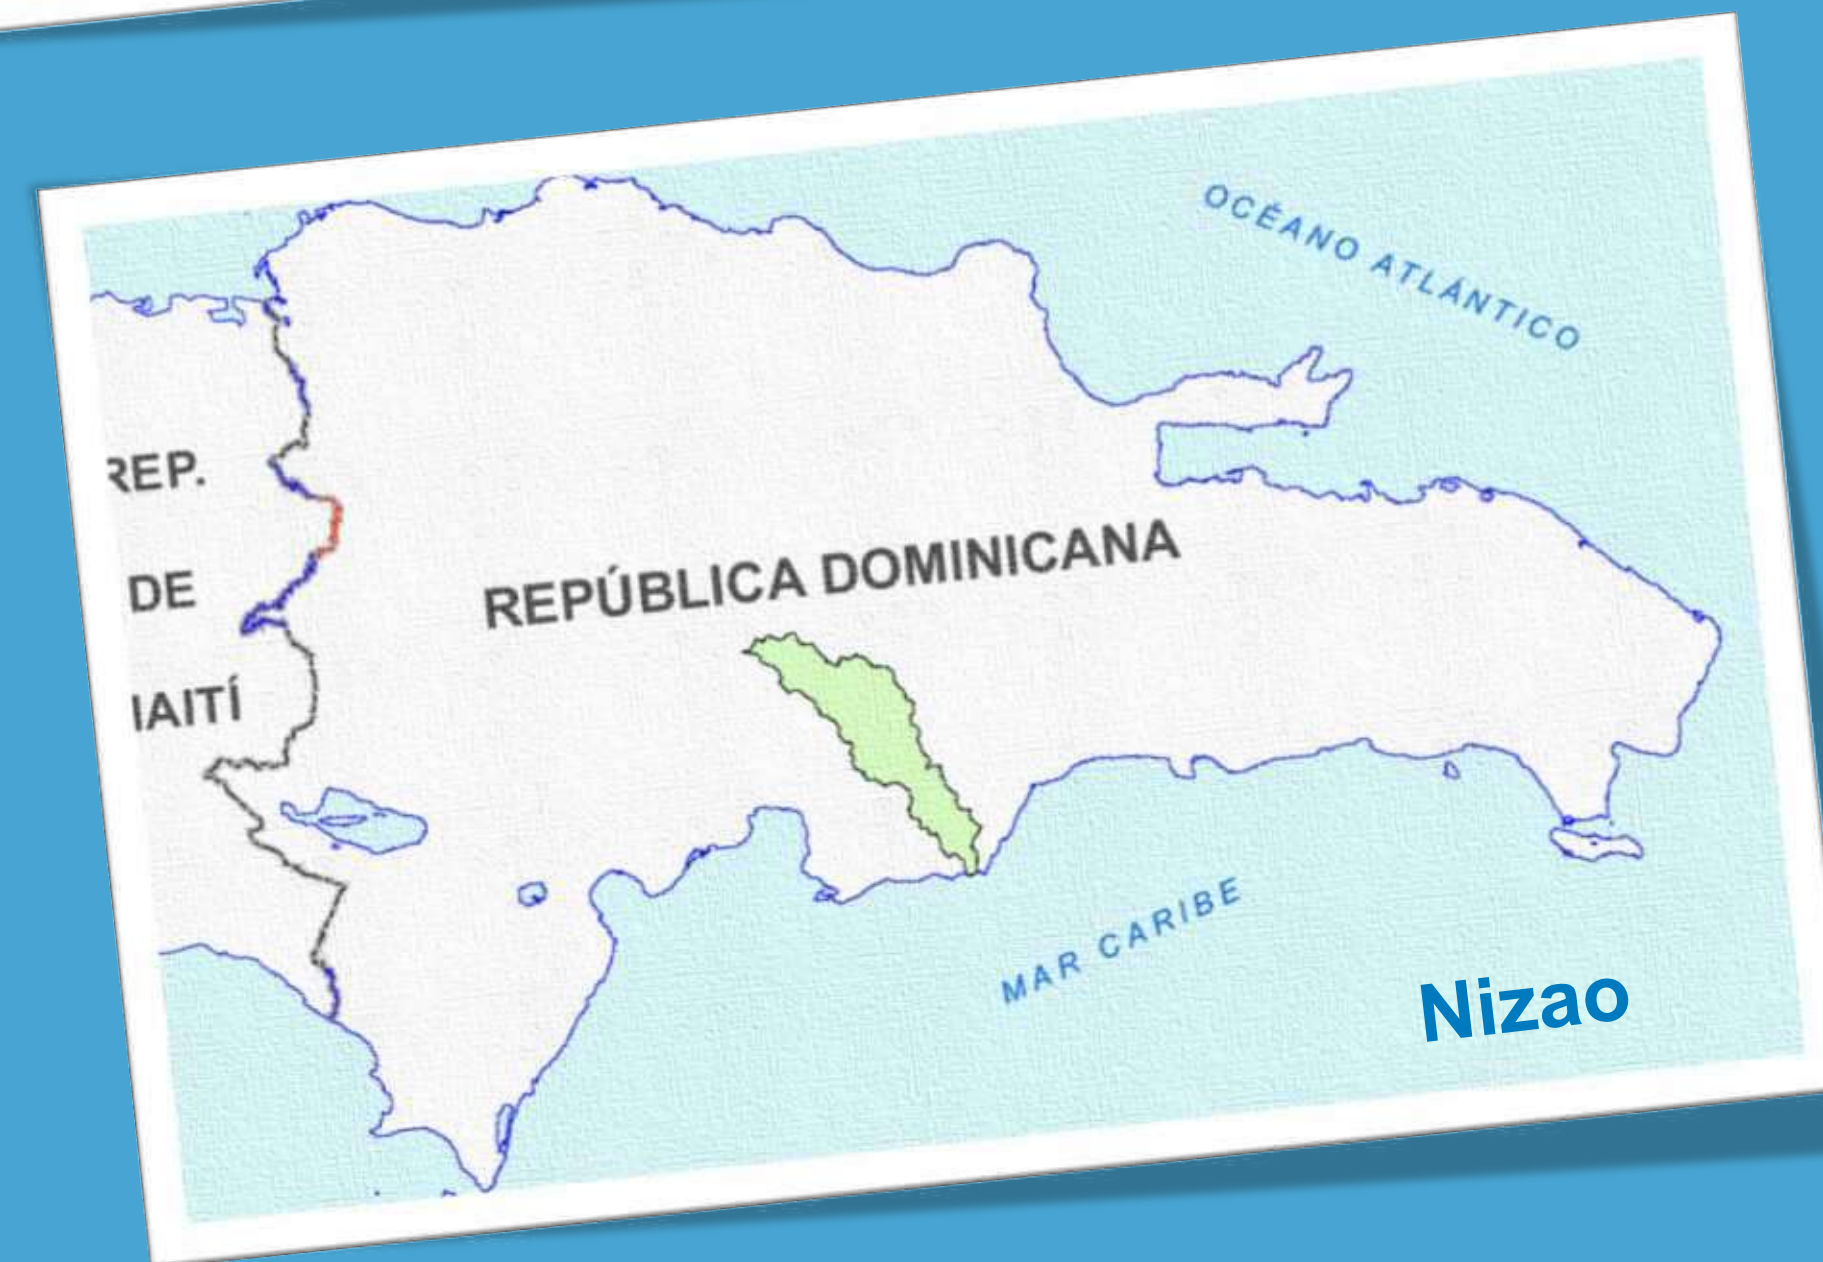 OCÉANO ATLÁNTICO
REP.
DE
IAITÍ
REPÚBLICA DOMINICANA
MAR CARIBE
Nizao